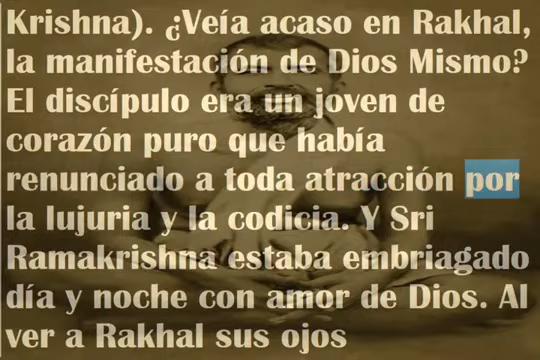 Krishna). ¿Veía acaso en Rakhal,
la manifestación de Dios Mismo?
El discípulo era un joven de
corazón puro que había
renunciado a toda atracción por
la lujuria y la codicia. Y Sri
Ramakrishna estaba embriagado
día y noche con amor de Dios. Al
ver a Rakhal sus ojos